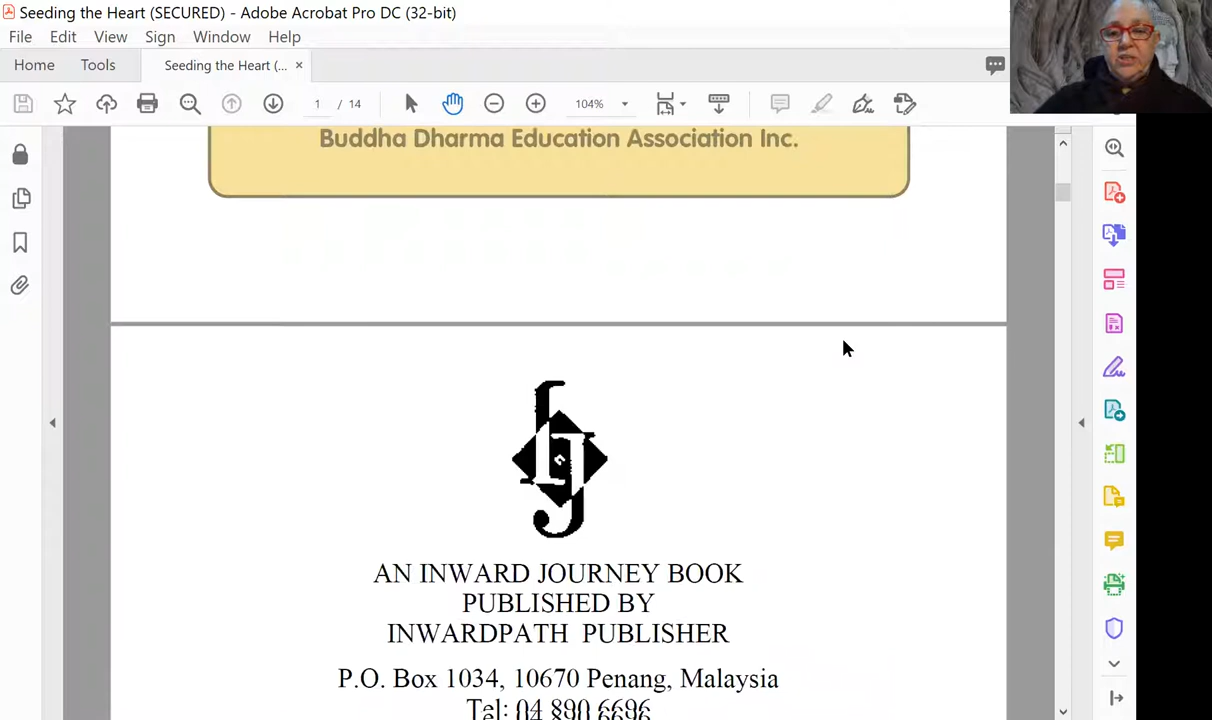 Seeding the Heart (SECURED) - Adobe Acrobat Pro DC (32-bit)
File Edit View Sign Window Help
Home Tools Seeding the Heart (... ×
1 / 14 104%
Buddha Dharma Education Association Inc.
AN INWARD JOURNEY BOOK
PUBLISHED BY
INWARDPATH PUBLISHER
P.O. Box 1034, 10670 Penang, Malaysia
Tel: 04 890 6696